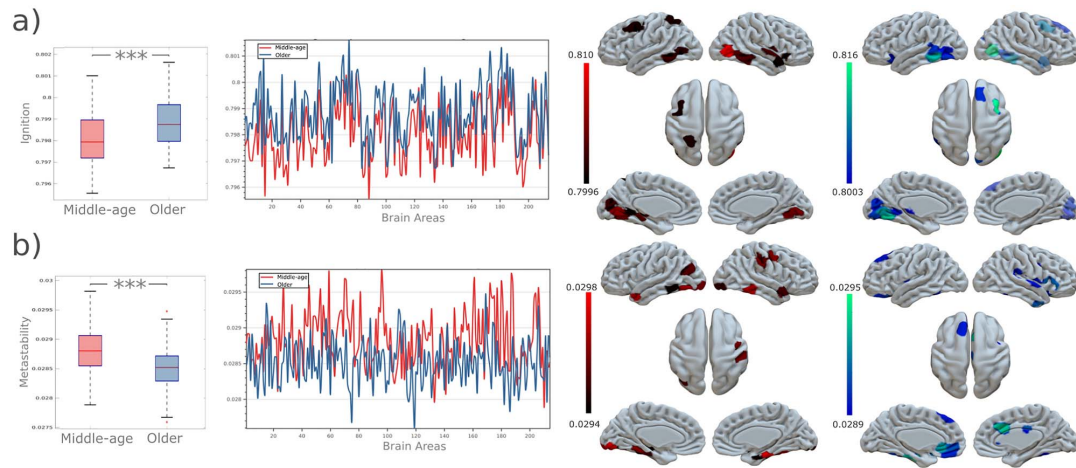 a)
Ignition
0.802
0.801
0.8
0.799
0.798
0.797
0.796
***
Middle-age
Older
Middle-age
Older
0.801
0.8
0.799
0.798
0.797
0.796
20 40 60 80 100 120 140 160 180 200
Brain Areas
0.810
0.7996
0.816
0.8003
b)
Metastability
0.03
0.0295
0.029
0.0285
0.028
0.0275
***
Middle-age
Older
Middle-age
Older
0.0295
0.029
0.0285
0.028
20 40 60 80 100 120 140 160 180 200
Brain Areas
0.0298
0.0294
0.0295
0.0289